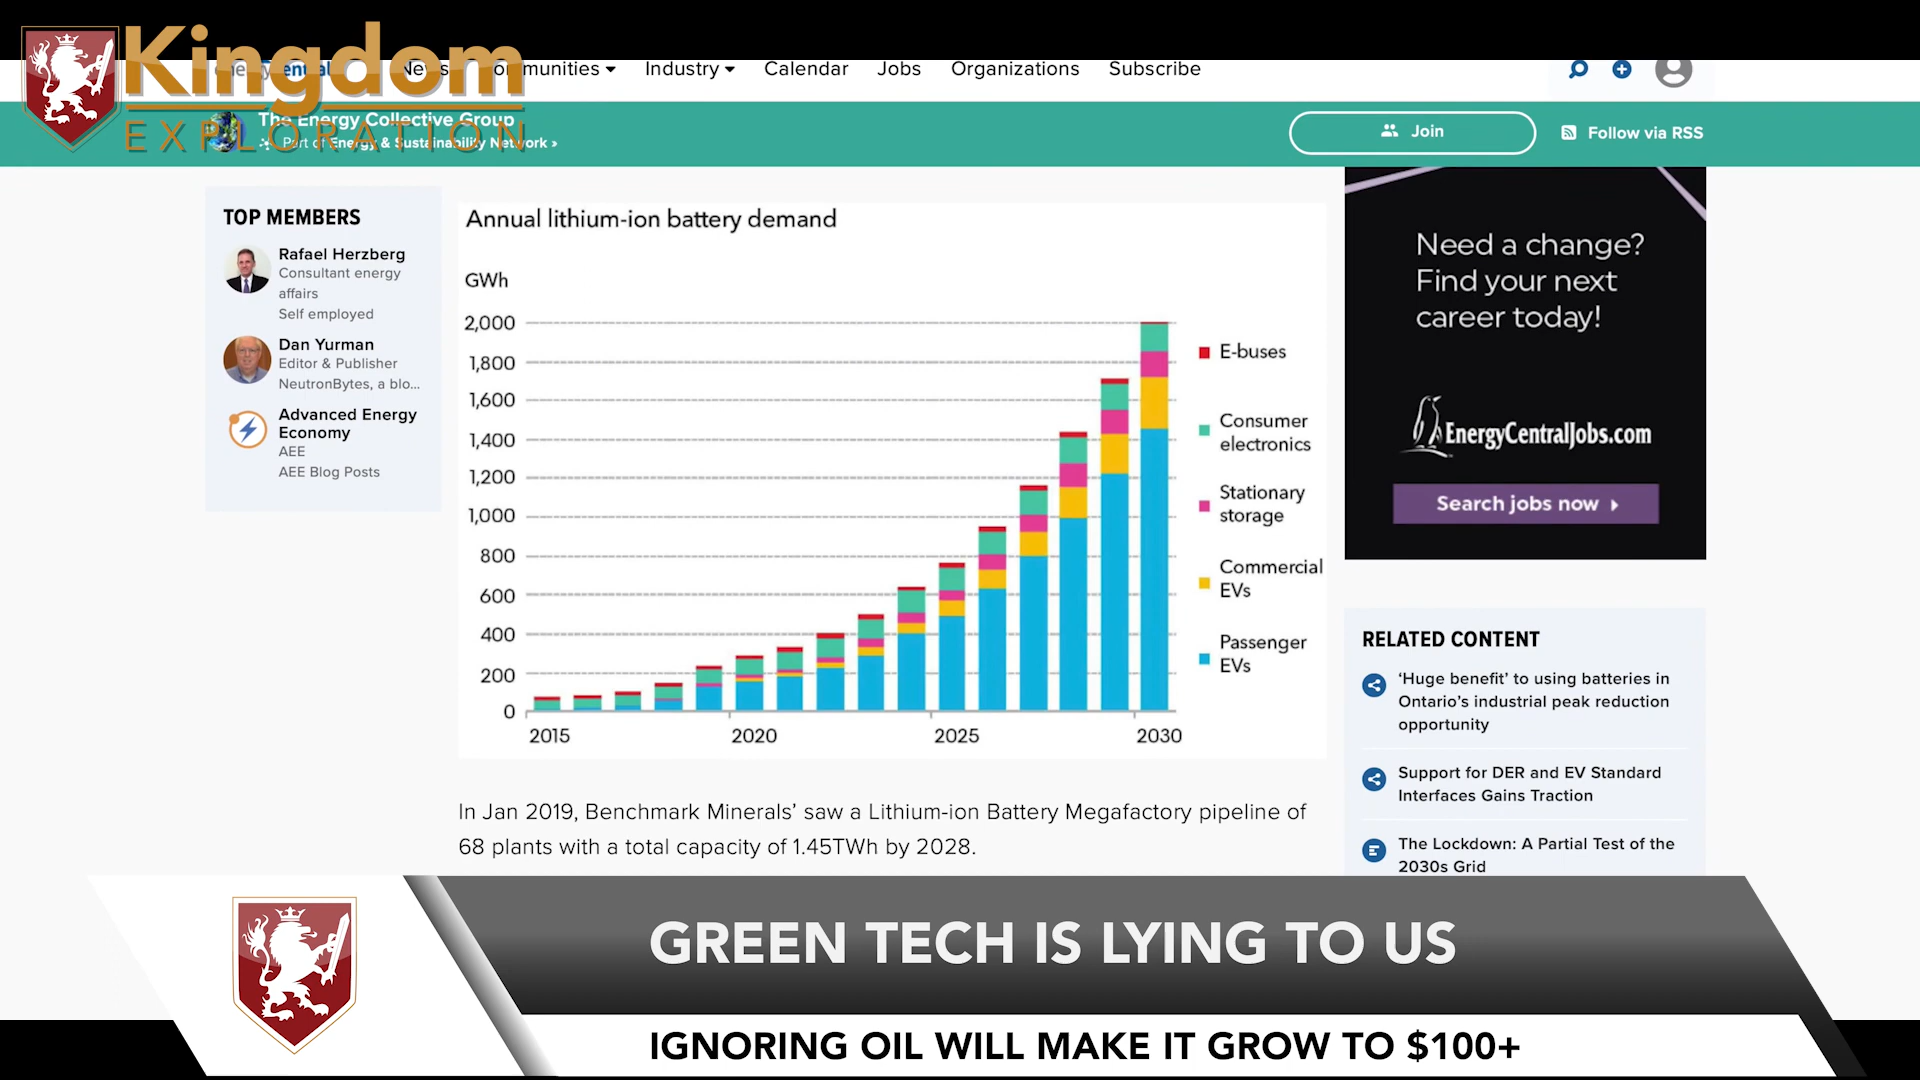 Kingdom
EXPLORATION
News
Communities
Industry
Calendar
Jobs
Organizations
Subscribe
The Energy Collective Group
Part of Energy & Sustainability Network »
Join
Follow via RSS
TOP MEMBERS
Rafael Herzberg
Consultant energy
affairs
Self employed
Dan Yurman
Editor & Publisher
NeutronBytes, a blo...
Advanced Energy
Economy
AEE
AEE Blog Posts
Annual lithium-ion battery demand
GWh
2,000
1,800
1,600
1,400
1,200
1,000
800
600
400
200
0
2015
2020
2025
2030
E-buses
Consumer
electronics
Stationary
storage
Commercial
EVs
Passenger
EVs
In Jan 2019, Benchmark Minerals’ saw a Lithium-ion Battery Megafactory pipeline of
68 plants with a total capacity of 1.45TWh by 2028.
Need a change?
Find your next
career today!
EnergyCentralJobs.com
Search jobs now
RELATED CONTENT
‘Huge benefit’ to using batteries in
Ontario’s industrial peak reduction
opportunity
Support for DER and EV Standard
Interfaces Gains Traction
The Lockdown: A Partial Test of the
2030s Grid
GREEN TECH IS LYING TO US
IGNORING OIL WILL MAKE IT GROW TO $100+